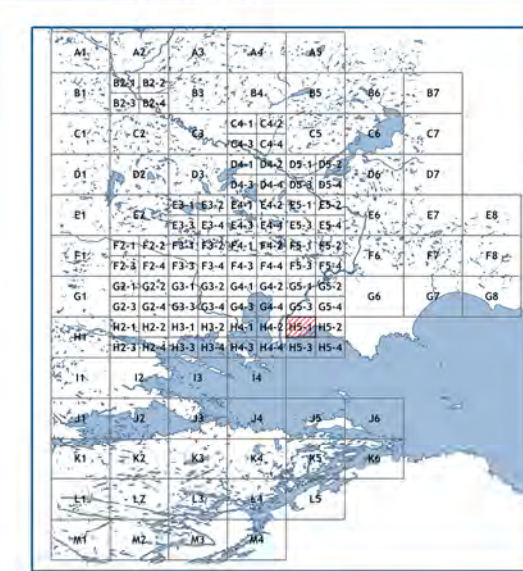 A1 A2 A3 A4 A5
B2-1 B2-2
B1 B3 B4 B5 B6 B7
B2-3 B2-4
C4-1 C4-2
C1 C2 C3 C5 C6 C7
C4-3 C4-4
D4-1 D4-2 D5-1 D5-2
D1 D2 D3 D6 D7
D4-3 D4-4 D5-3 D5-4
E3-1 E3-2 E4-1 E4-2 E5-1 E5-2
E1 E2 E6 E7 E8
E3-3 E3-4 E4-3 E4-4 E5-3 E5-4
F2-1 F2-2 F3-1 F3-2 F4-1 F4-2 F5-1 F5-2
F1 F6 F7 F8
F2-3 F2-4 F3-3 F3-4 F4-3 F4-4 F5-3 F5-4
G2-1 G2-2 G3-1 G3-2 G4-1 G4-2 G5-1 G5-2
G1 G6 G7 G8
G2-3 G2-4 G3-3 G3-4 G4-3 G4-4 G5-3 G5-4
H2-1 H2-2 H3-1 H3-2 H4-1 H4-2 H5-1 H5-2
H1
H2-3 H2-4 H3-3 H3-4 H4-3 H4-4 H5-3 H5-4
I1 I2 I3 I4
J1 J2 J3 J4 J5 J6
K1 K2 K3 K4 K5 K6
L1 L2 L3 L4 L5
M1 M2 M3 M4